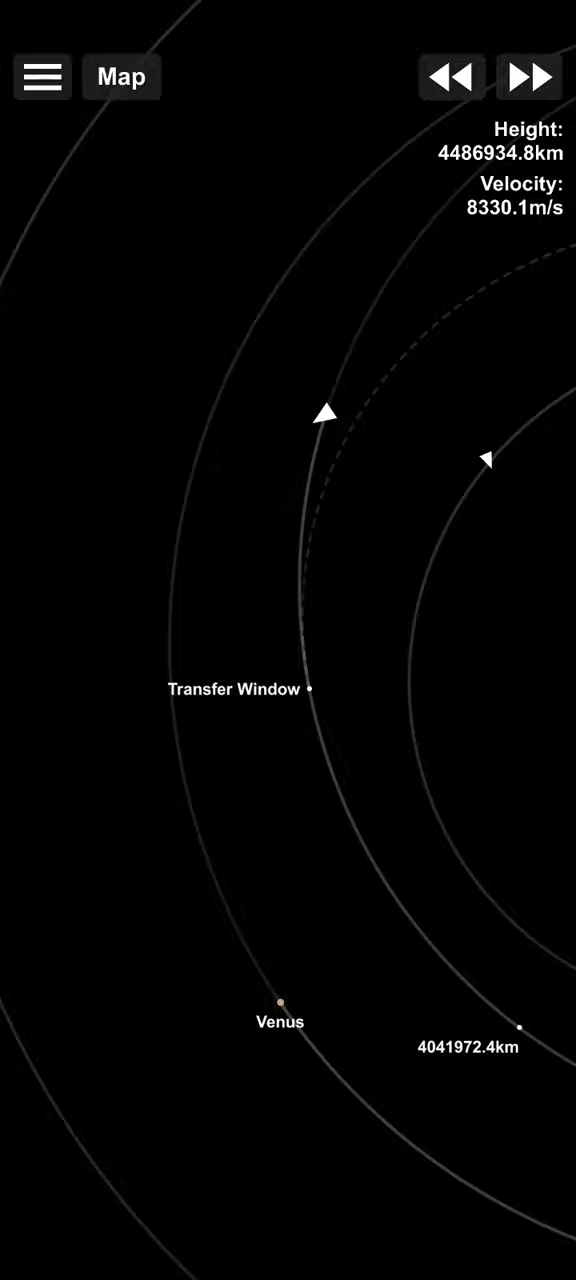 Map
Height:
4486934.8km
Velocity:
8330.1m/s
Transfer Window
Venus
4041972.4km